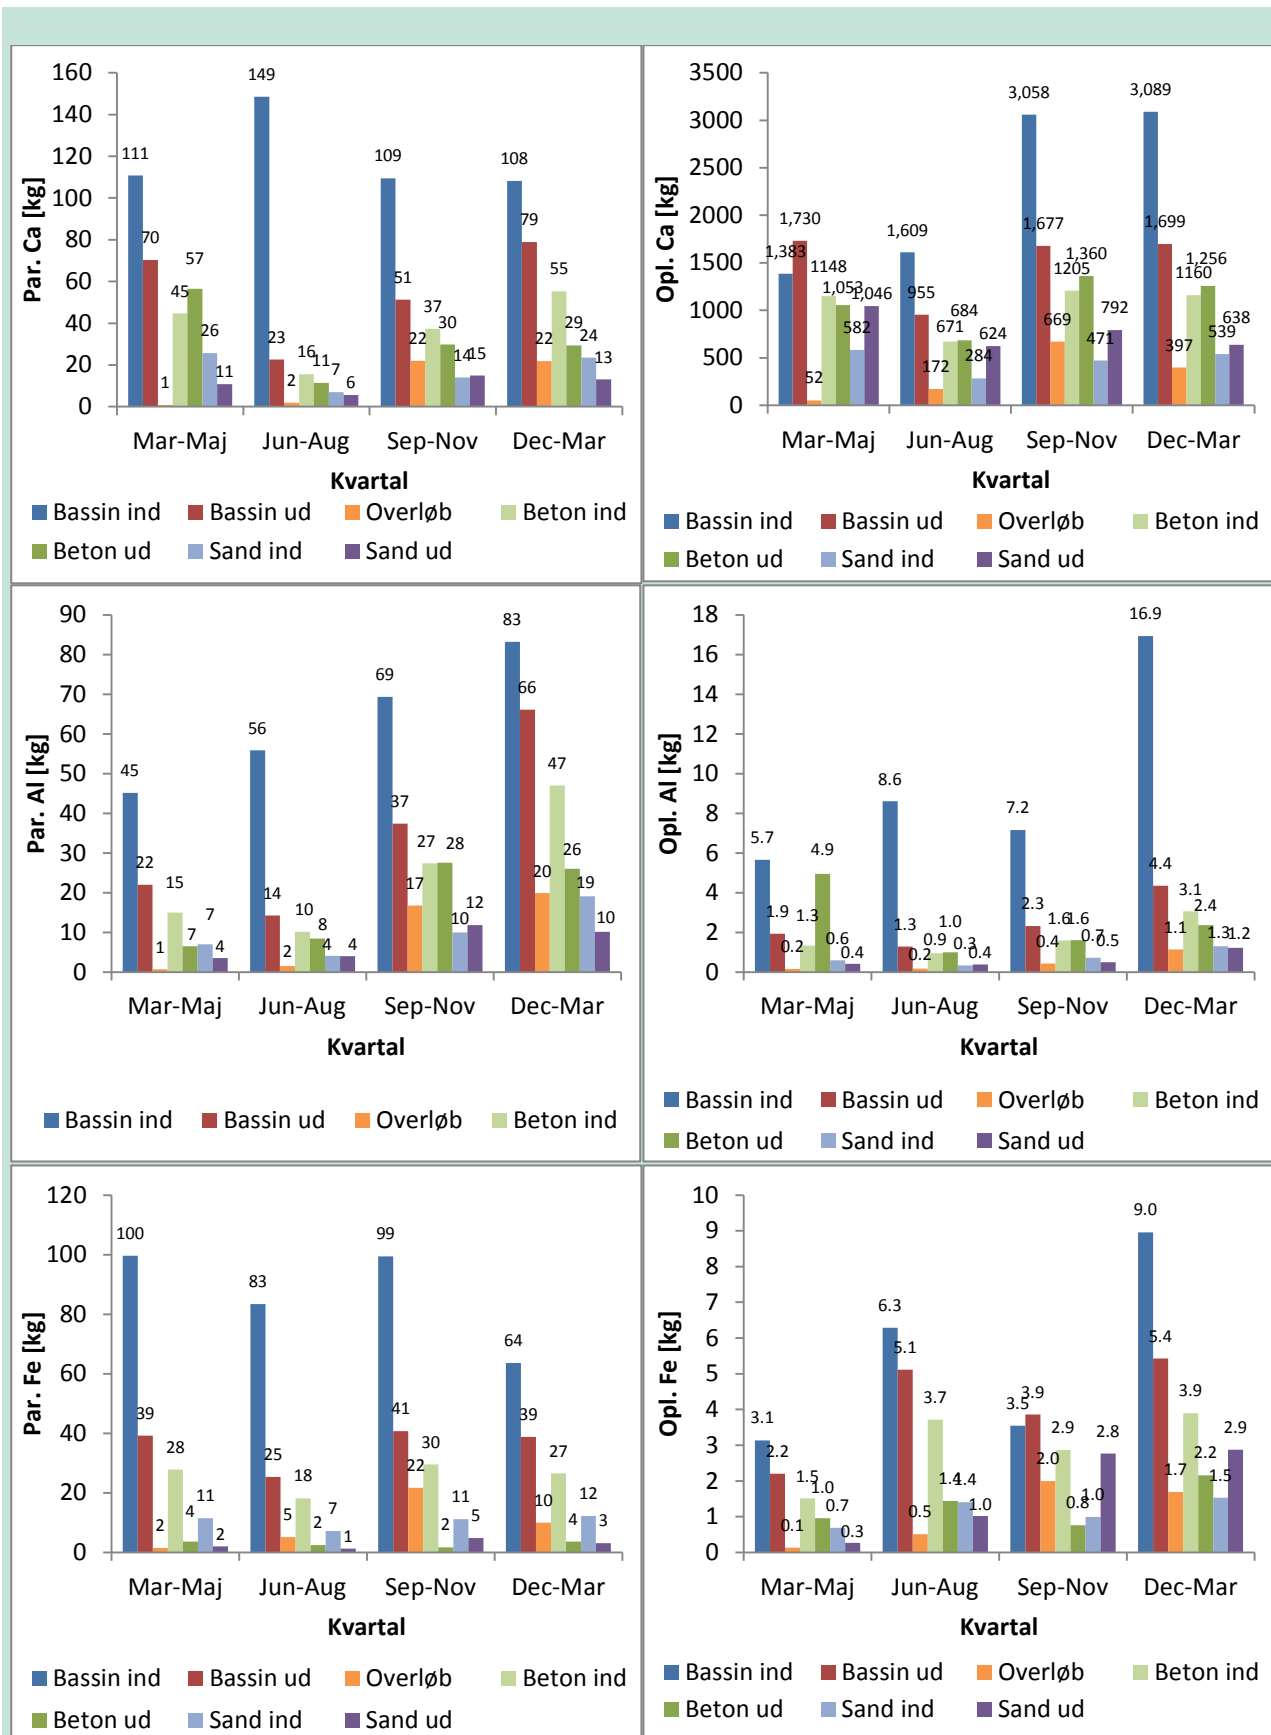 Par. Ca [kg]
160
140
120
100
80
60
40
20
0
111 70 1 45 57 26 11
149 23 2 16 11 7 6
109 51 22 37 30 14 15
108 79 22 55 29 24 13
Mar-Maj Jun-Aug Sep-Nov Dec-Mar
Kvartal
Bassin ind Bassin ud Overløb Beton ind
Beton ud Sand ind Sand ud
Opl. Ca [kg]
3500
3000
2500
2000
1500
1000
500
0
1,383 1,730 52 1148 1,053 582 1,046
1,609 955 172 671 684 284 624
3,058 1,677 669 1205 1,360 471 792
3,089 1,699 397 1160 1,256 539 638
Mar-Maj Jun-Aug Sep-Nov Dec-Mar
Kvartal
Bassin ind Bassin ud Overløb Beton ind
Beton ud Sand ind Sand ud
Par. Al [kg]
90
80
70
60
50
40
30
20
10
0
45 22 1 15 7 7 4
56 14 2 10 8 4 4
69 37 17 27 28 10 12
83 66 20 47 26 19 10
Mar-Maj Jun-Aug Sep-Nov Dec-Mar
Kvartal
Bassin ind Bassin ud Overløb Beton ind
Opl. Al [kg]
18
16
14
12
10
8
6
4
2
0
5.7 1.9 0.2 1.3 4.9 0.6 0.4
8.6 1.3 0.2 0.9 1.0 0.3 0.4
7.2 2.3 0.4 1.6 1.6 0.7 0.5
16.9 4.4 1.1 3.1 2.4 1.3 1.2
Mar-Maj Jun-Aug Sep-Nov Dec-Mar
Kvartal
Bassin ind Bassin ud Overløb Beton ind
Beton ud Sand ind Sand ud
Par. Fe [kg]
120
100
80
60
40
20
0
100 39 2 28 4 11 2
83 25 5 18 2 7 1
99 41 22 30 2 11 5
64 39 10 27 4 12 3
Mar-Maj Jun-Aug Sep-Nov Dec-Mar
Kvartal
Bassin ind Bassin ud Overløb Beton ind
Beton ud Sand ind Sand ud
Opl. Fe [kg]
10
9
8
7
6
5
4
3
2
1
0
3.1 2.2 0.1 1.5 1.0 0.7 0.3
6.3 5.1 0.5 3.7 1.4 1.4 1.0
3.5 3.9 2.0 2.9 0.8 1.0 2.8
9.0 5.4 1.7 3.9 2.2 1.5 2.9
Mar-Maj Jun-Aug Sep-Nov Dec-Mar
Kvartal
Bassin ind Bassin ud Overløb Beton ind
Beton ud Sand ind Sand ud